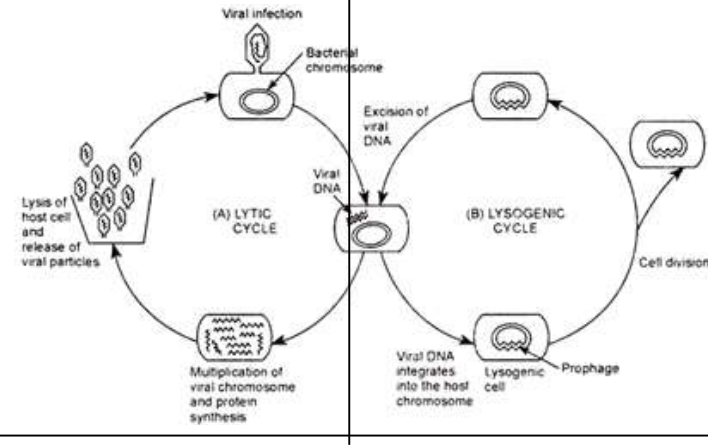 Viral infection
Bacterial
chromosome
Excision of
viral
DNA
Viral
DNA
(A) LYTIC
CYCLE
(B) LYSOGENIC
CYCLE
Lysis of
host cell
and
release of
viral particles
Cell division
Multiplication of
viral chromosome
and protein
synthesis
Viral DNA
integrates
into the host
chromosome
Lysogenic
cell
Prophage